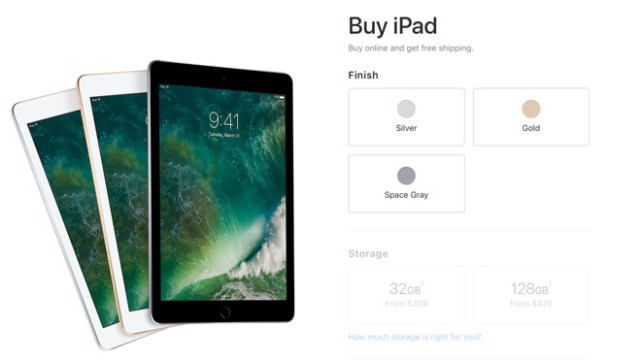 Buy iPad
Buy online and get free shipping.
Finish
Silver
Gold
Space Gray
Storage
32GB¹
From $329
128GB¹
From $429
How much storage is right for you?
9:41
Tuesday, March 21